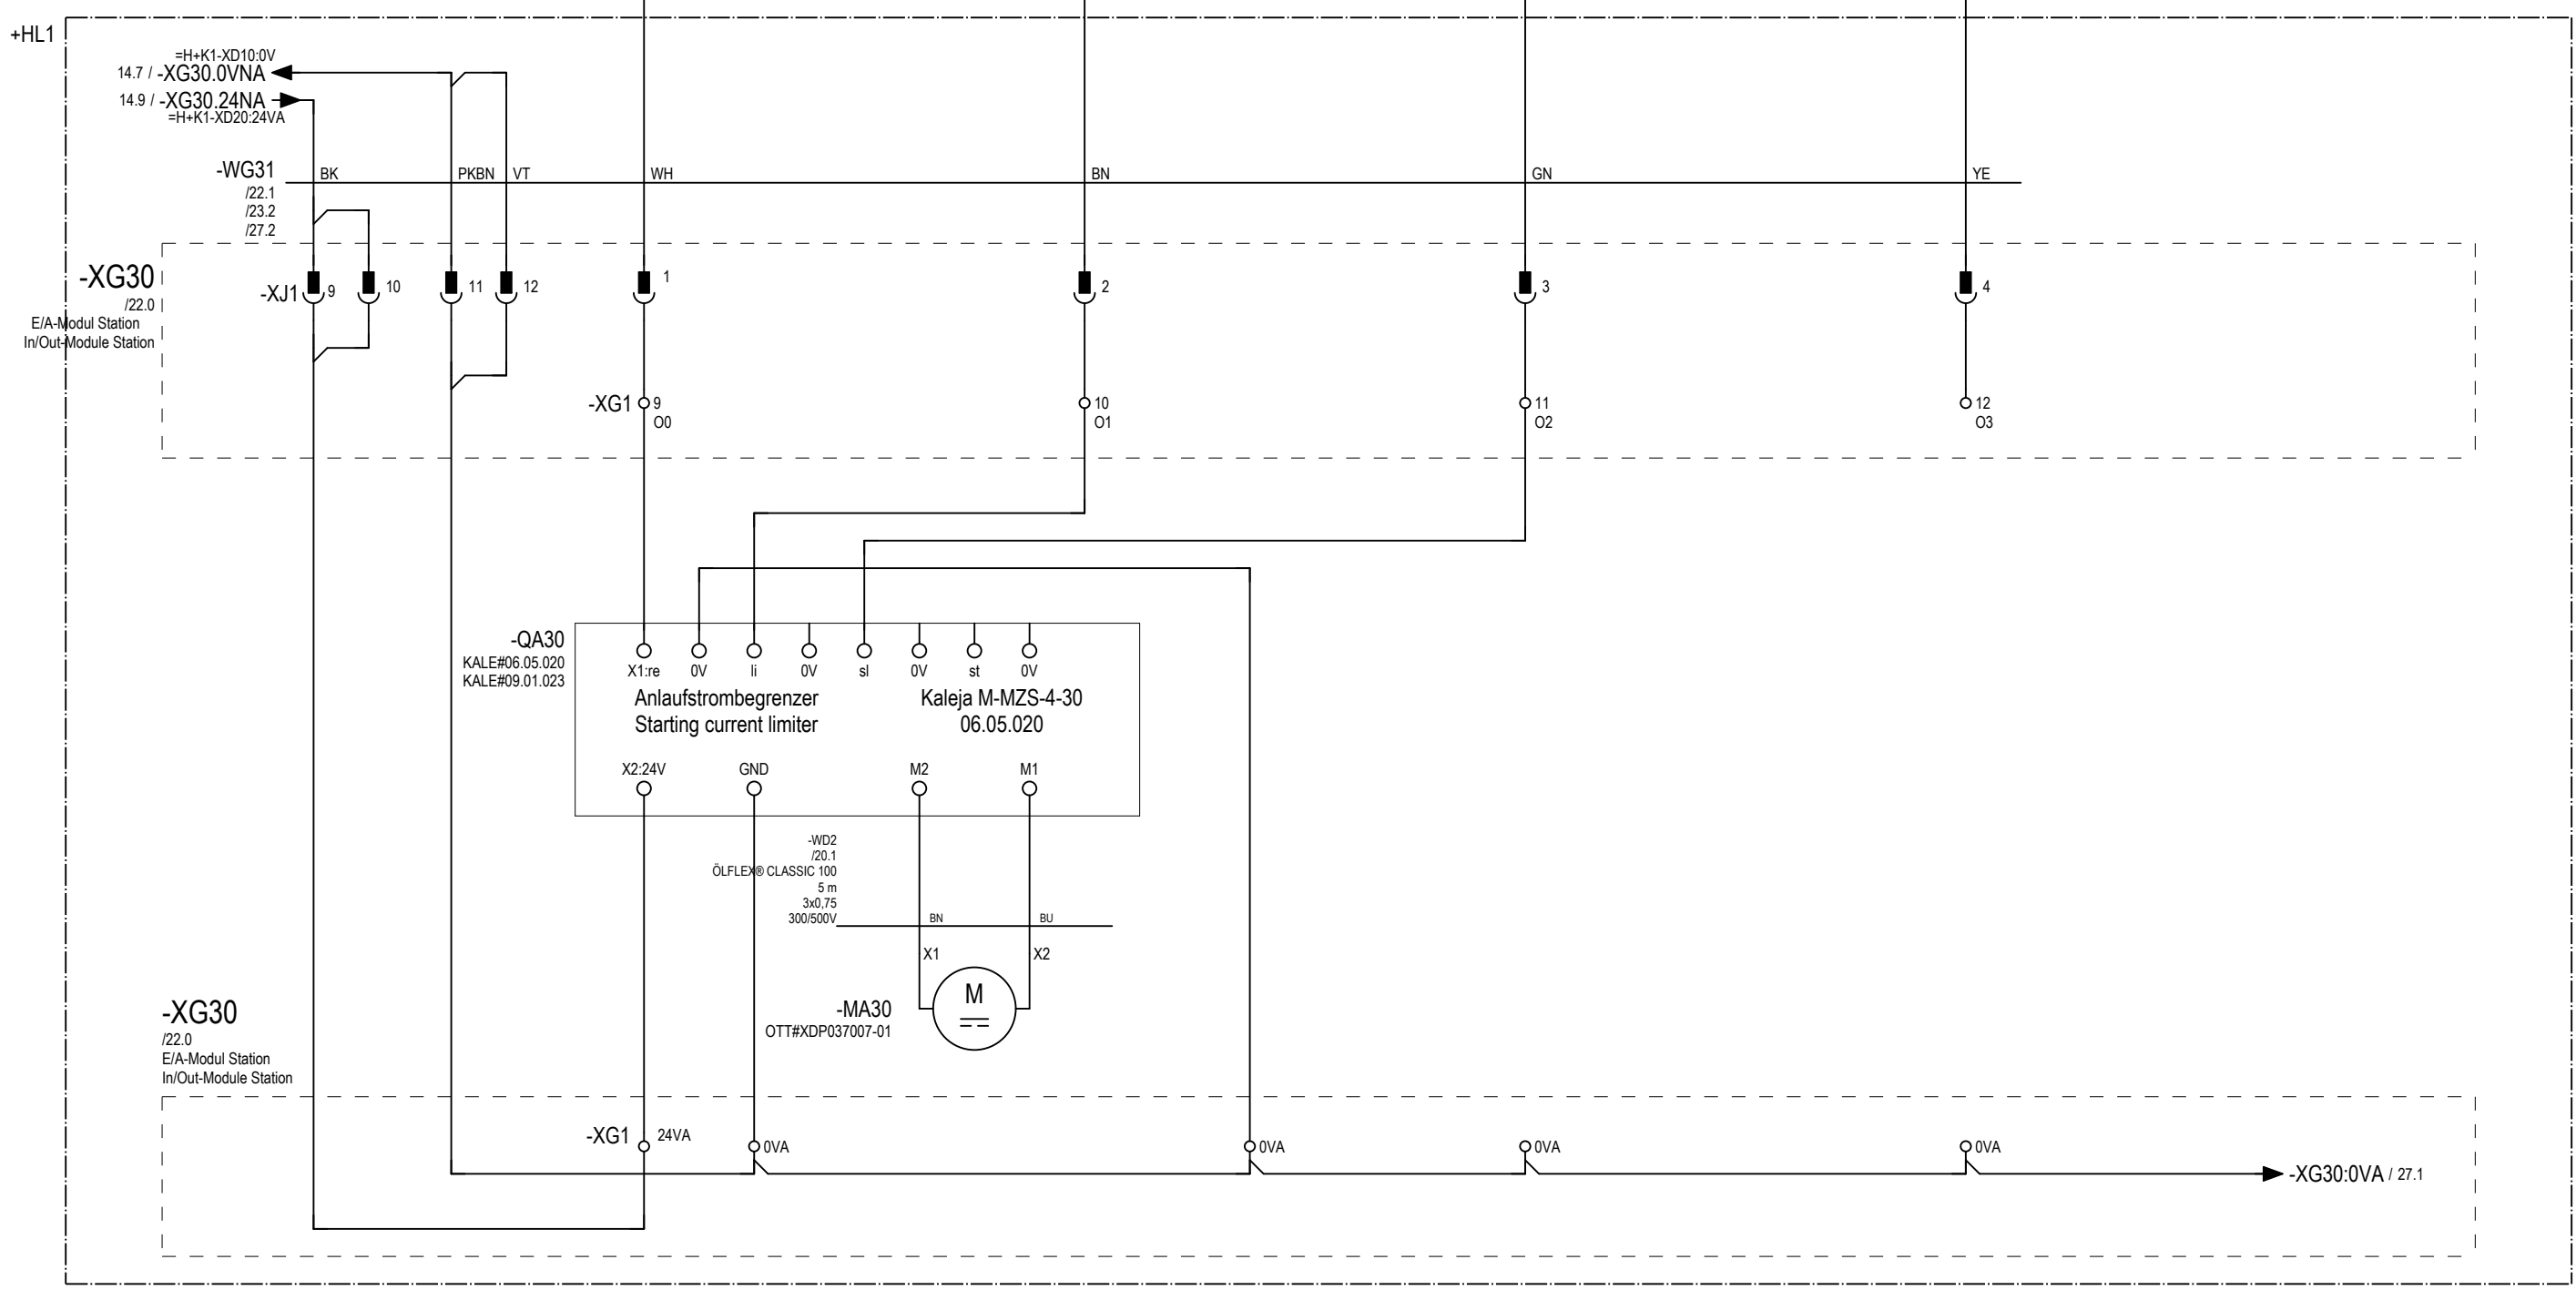 +HL1
=H+K1-XD10:0V
14.7 / -XG30.0VNA
14.9 / -XG30.24NA
=H+K1-XD20:24VA
-WG31
/22.1
/23.2
/27.2
BK PKBN VT WH BN GN YE
-XG30
/22.0
E/A-Modul Station
In/Out-Module Station
-XJ1 9 10 11 12 1 2 3 4
-XG1 9 10 11 12
O0 O1 O2 O3
-QA30
KALE#06.05.020
KALE#09.01.023
X1:re 0V li 0V sl 0V st 0V
Anlaufstrombegrenzer Kaleja M-MZS-4-30
Starting current limiter 06.05.020
X2:24V GND M2 M1
-WD2
/20.1
ÖLFLEX® CLASSIC 100
5 m
3x0,75
300/500V
BN BU
X1 X2
M
-MA30
OTT#XDP037007-01
-XG30
/22.0
E/A-Modul Station
In/Out-Module Station
-XG1 24VA 0VA 0VA 0VA 0VA
-XG30:0VA / 27.1